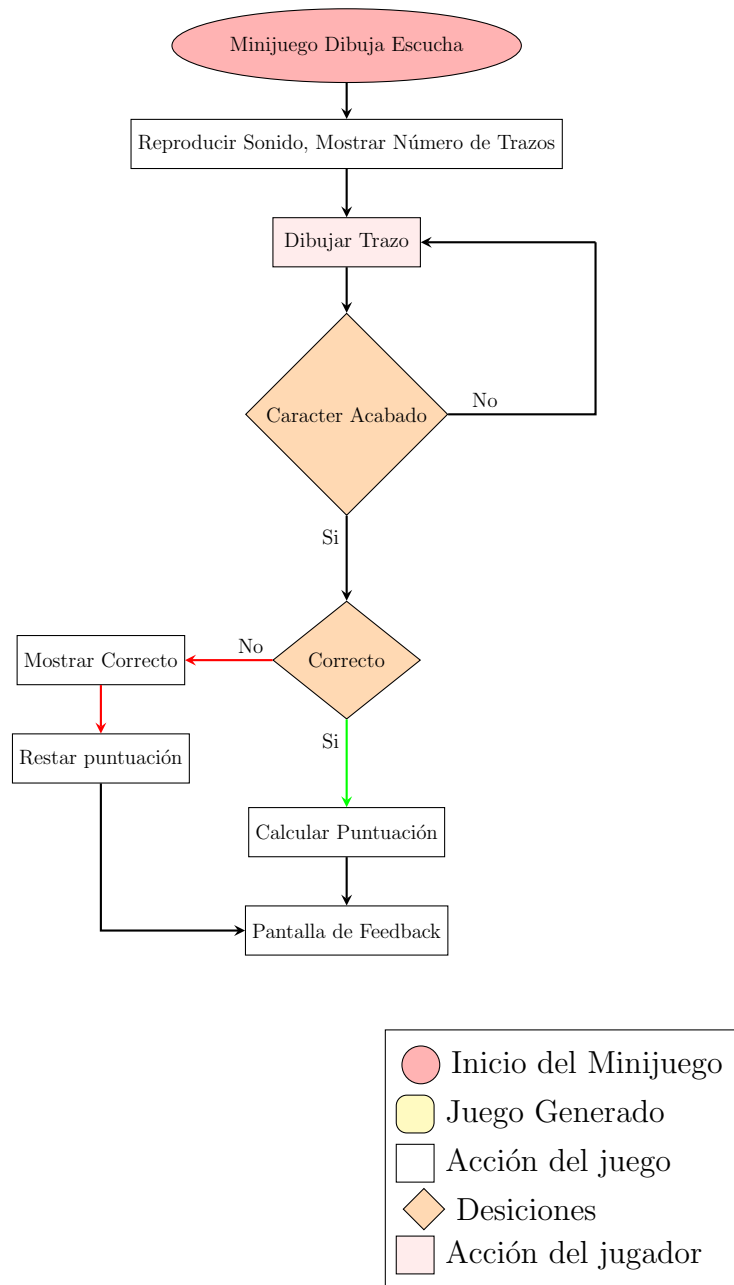 Minijuego Dibuja Escucha
Reproducir Sonido, Mostrar Número de Trazos
Dibujar Trazo
Caracter Acabado
No
Si
Correcto
No
Mostrar Correcto
Si
Restar puntuación
Calcular Puntuación
Pantalla de Feedback
Inicio del Minijuego
Juego Generado
Acción del juego
Desiciones
Acción del jugador